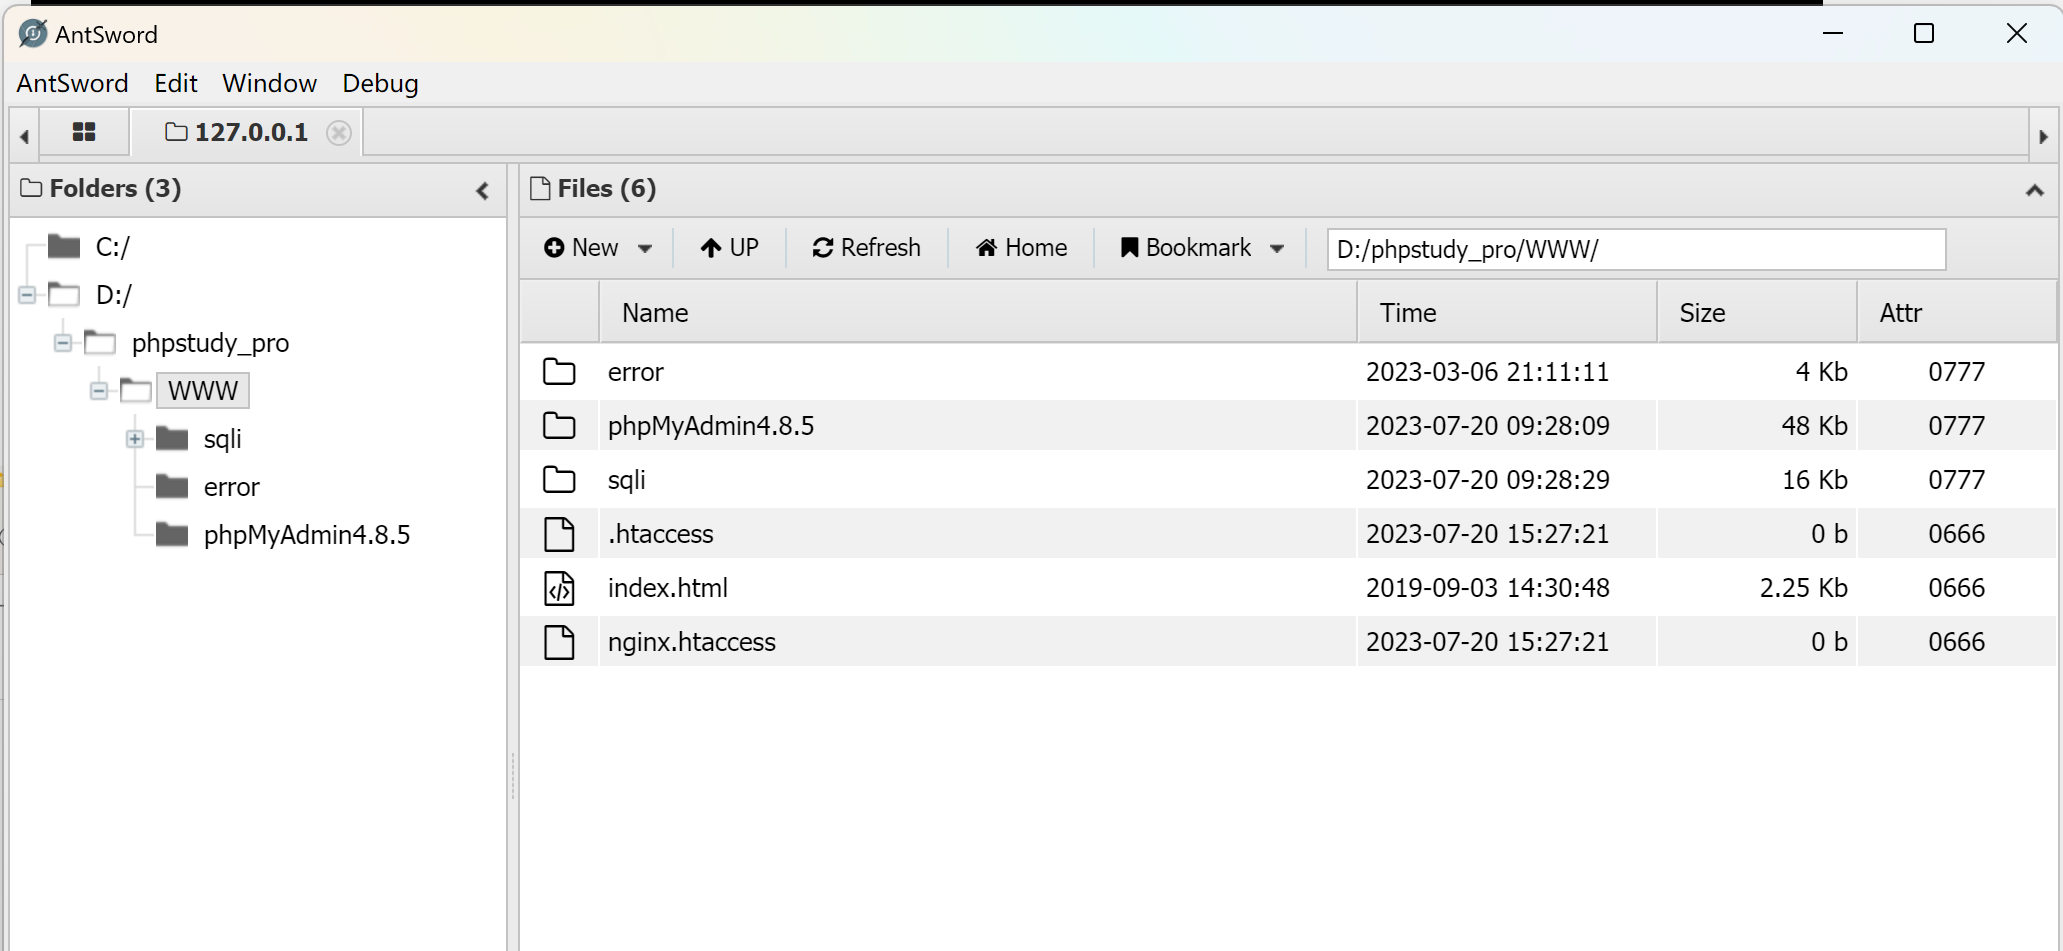 AntSword
AntSword Edit Window Debug
127.0.0.1
Folders (3)
C:/
D:/
phpstudy_pro
WWW
sqli
error
phpMyAdmin4.8.5
Files (6)
New UP Refresh Home Bookmark D:/phpstudy_pro/WWW/
Name Time Size Attr
error 2023-03-06 21:11:11 4 Kb 0777
phpMyAdmin4.8.5 2023-07-20 09:28:09 48 Kb 0777
sqli 2023-07-20 09:28:29 16 Kb 0777
.htaccess 2023-07-20 15:27:21 0 b 0666
index.html 2019-09-03 14:30:48 2.25 Kb 0666
nginx.htaccess 2023-07-20 15:27:21 0 b 0666